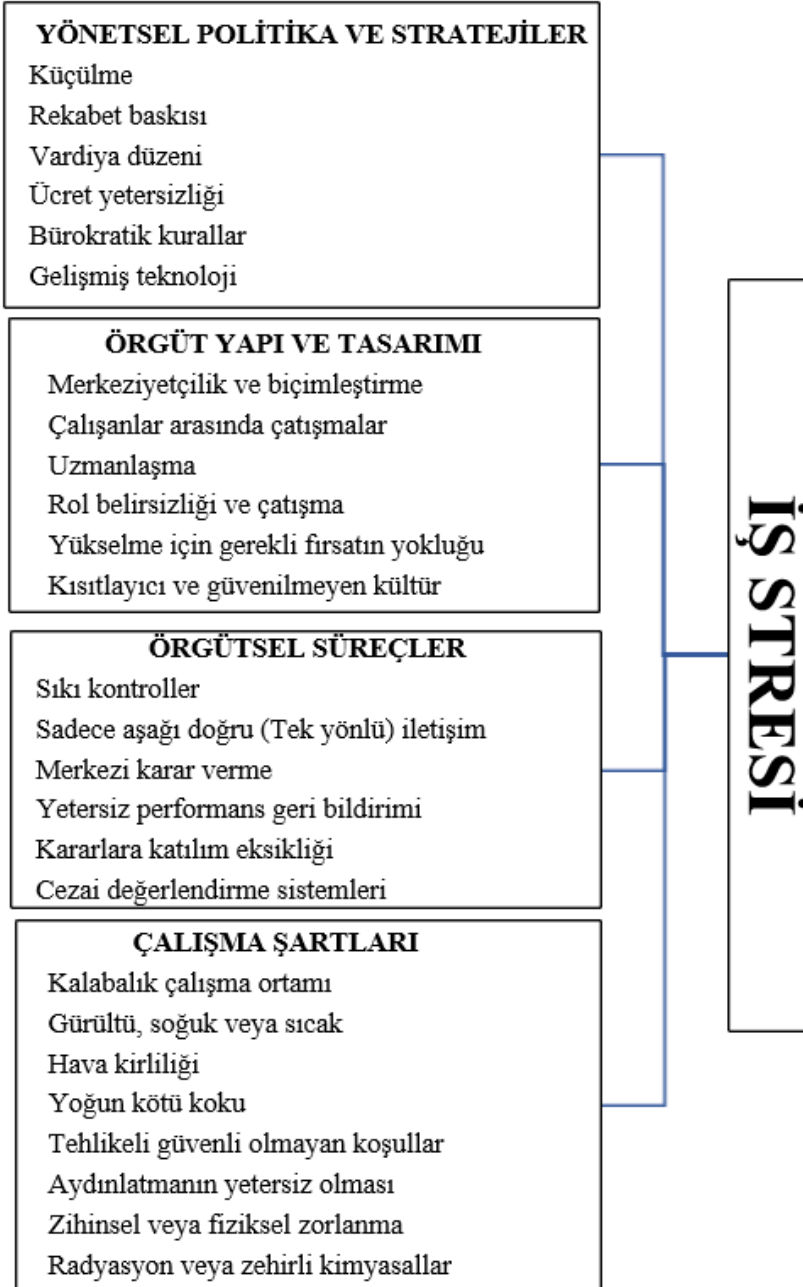 YÖNETSEL POLİTİKA VE STRATEJİLER
Küçülme
Rekabet baskısı
Vardiya düzeni
Ücret yetersizliği
Bürokratik kurallar
Gelişmiş teknoloji
ÖRGÜT YAPI VE TASARIMI
Merkeziyetçilik ve biçimleştirme
Çalışanlar arasında çatışmalar
Uzmanlaşma
Rol belirsizliği ve çatışma
Yükselme için gerekli fırsatın yokluğu
Kısıtlayıcı ve güvenilmeyen kültür
ÖRGÜTSEL SÜREÇLER
Sıkı kontroller
Sadece aşağı doğru (Tek yönlü) iletişim
Merkezi karar verme
Yetersiz performans geri bildirimi
Kararlara katılım eksikliği
Cezai değerlendirme sistemleri
ÇALIŞMA ŞARTLARI
Kalabalık çalışma ortamı
Gürültü, soğuk veya sıcak
Hava kirliliği
Yoğun kötü koku
Tehlikeli güvenli olmayan koşullar
Aydınlatmanın yetersiz olması
Zihinsel veya fiziksel zorlanma
Radyasyon veya zehirli kimyasallar
İŞ STRESİ